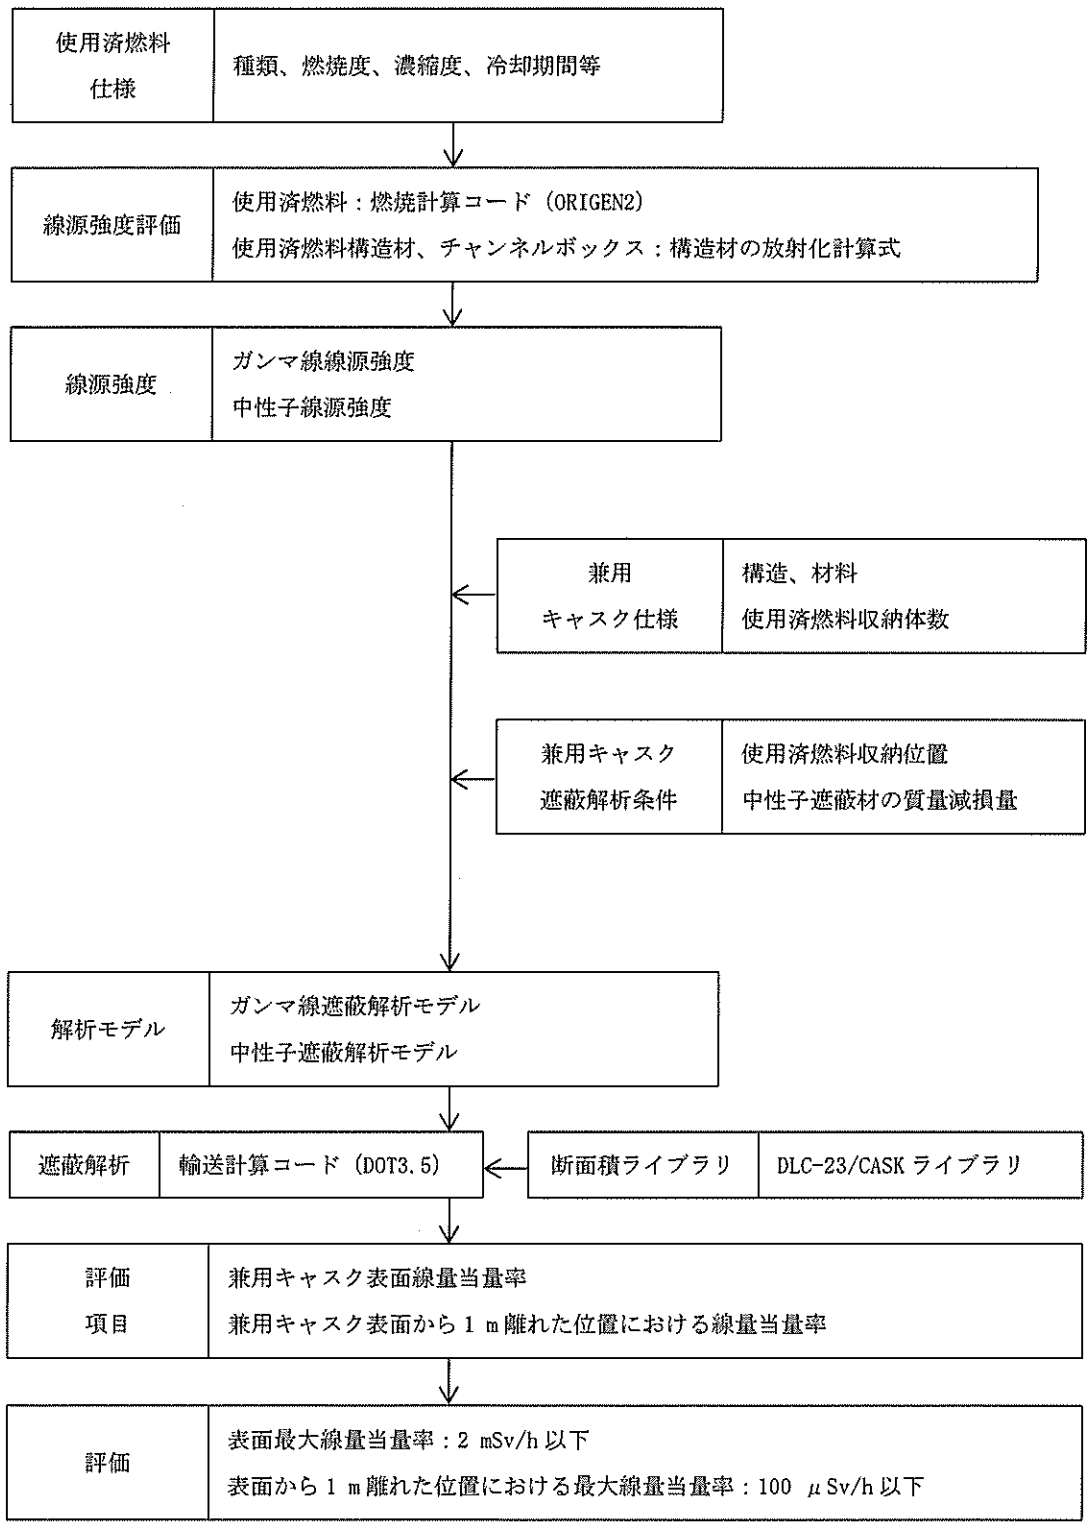 使用済燃料
仕様
種類、燃焼度、濃縮度、冷却期間等
線源強度評価
使用済燃料：燃焼計算コード（ORIGEN2）
使用済燃料構造材、チャンネルボックス：構造材の放射化計算式
線源強度
ガンマ線線源強度
中性子線源強度
兼用
キャスク仕様
構造、材料
使用済燃料収納体数
兼用キャスク
遮蔽解析条件
使用済燃料収納位置
中性子遮蔽材の質量減損量
解析モデル
ガンマ線遮蔽解析モデル
中性子遮蔽解析モデル
遮蔽解析
輸送計算コード（DOT3.5）
断面積ライブラリ
DLC-23/CASK ライブラリ
評価
項目
兼用キャスク表面線量当量率
兼用キャスク表面から 1 m 離れた位置における線量当量率
評価
表面最大線量当量率：2 mSv/h 以下
表面から 1 m 離れた位置における最大線量当量率：100 μSv/h 以下